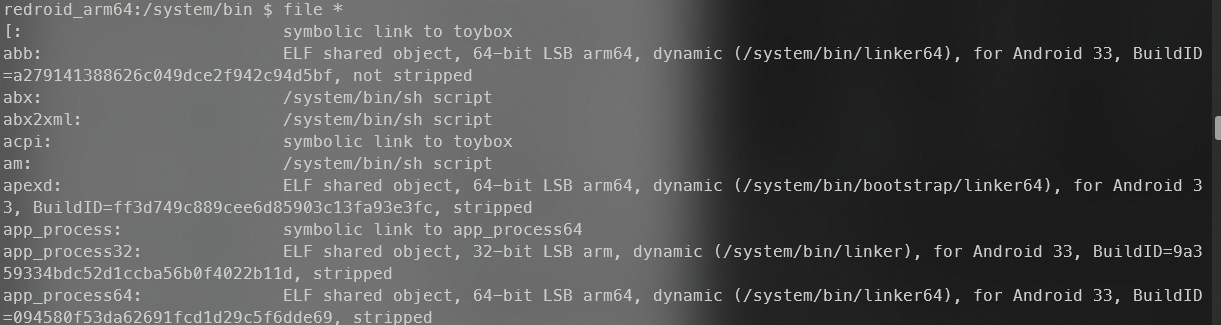 redroid_arm64:/system/bin $ file *
[:                          symbolic link to toybox
abb:                        ELF shared object, 64-bit LSB arm64, dynamic (/system/bin/linker64), for Android 33, BuildID
=a279141388626c049dce2f942c94d5bf, not stripped
abx:                        /system/bin/sh script
abx2xml:                    /system/bin/sh script
acpi:                       symbolic link to toybox
am:                         /system/bin/sh script
apexd:                      ELF shared object, 64-bit LSB arm64, dynamic (/system/bin/bootstrap/linker64), for Android 3
3, BuildID=ff3d749c889cee6d85903c13fa93e3fc, stripped
app_process:                symbolic link to app_process64
app_process32:              ELF shared object, 32-bit LSB arm, dynamic (/system/bin/linker), for Android 33, BuildID=9a3
59334bdc52d1ccba56b0f4022b11d, stripped
app_process64:              ELF shared object, 64-bit LSB arm64, dynamic (/system/bin/linker64), for Android 33, BuildID
=094580f53da62691fcd1d29c5f6dde69, stripped